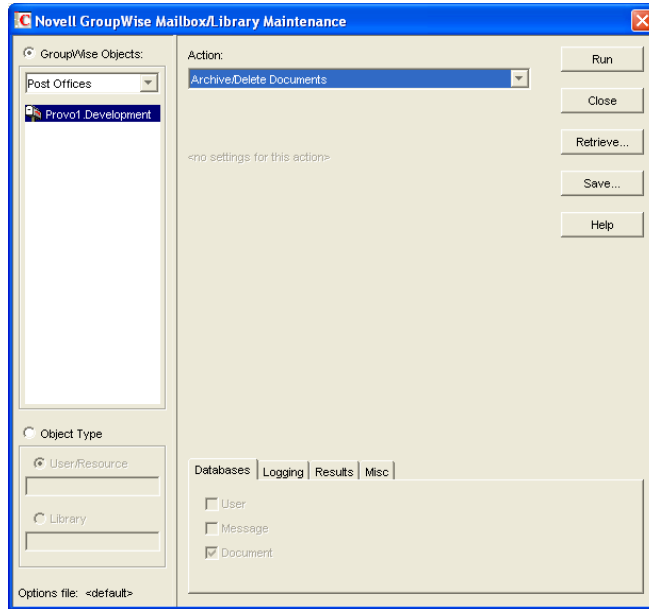 Novell GroupWise Mailbox/Library Maintenance
GroupWise Objects:
Post Offices
Provo1.Development
Object Type
User/Resource
Library
Options file: <default>
Action:
Archive/Delete Documents
<no settings for this action>
Databases Logging Results Misc
User
Message
Document
Run
Close
Retrieve...
Save...
Help